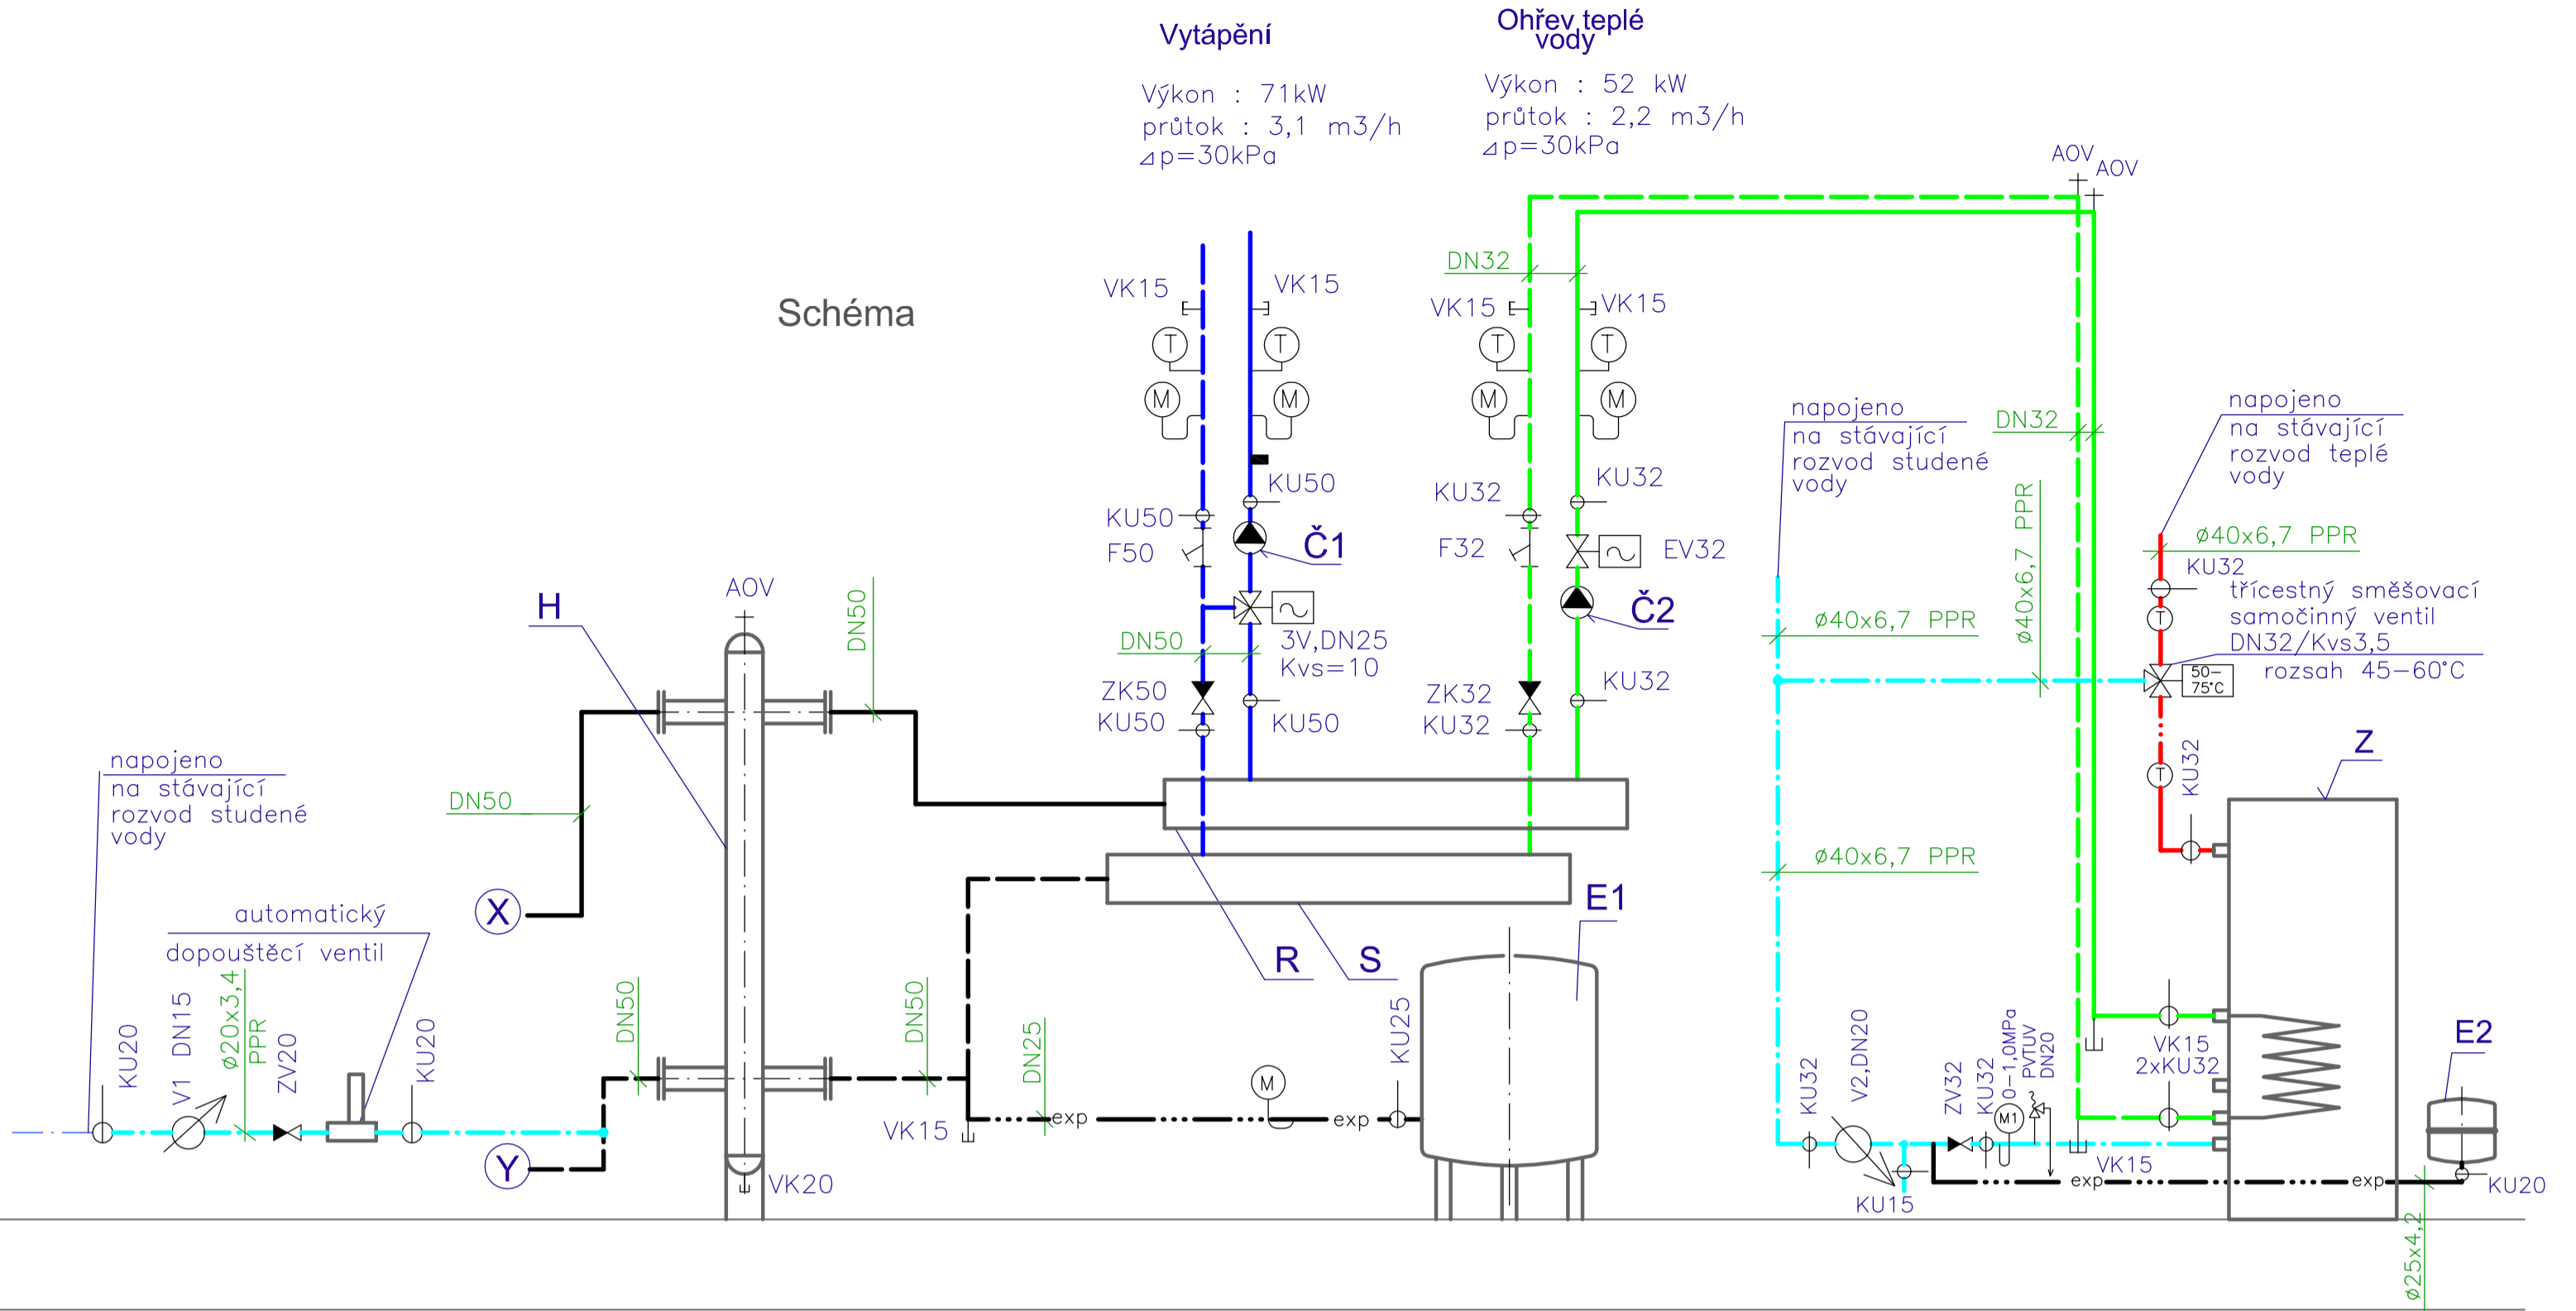 Vytápění
Výkon : 71kW
průtok : 3,1 m3/h
⊿p=30kPa
Ohřev teplé
vody
Výkon : 52 kW
průtok : 2,2 m3/h
⊿p=30kPa
AOV
AOV
Schéma
VK15
VK15
T
T
M
M
KU50
KU50
F50
Č1
DN50
3V,DN25
Kvs=10
ZK50
KU50
KU50
DN32
VK15
VK15
T
T
M
M
KU32
KU32
F32
EV32
Č2
ZK32
KU32
KU32
napojeno
na stávající
rozvod studené
vody
DN32
ø40x6,7 PPR
ø40x6,7 PPR
ø40x6,7 PPR
napojeno
na stávající
rozvod teplé
vody
ø40x6,7 PPR
KU32
T
třícestný směšovací
samočinný ventil
DN32/Kvs3,5
rozsah 45–60°C
50–
75°C
T
KU32
Z
H
AOV
DN50
DN50
X
napojeno
na stávající
rozvod studené
vody
automatický
dopouštěcí ventil
KU20
V1 DN15
ø20x3,4
PPR
ZV20
KU20
Y
DN50
DN50
VK20
VK15
DN25
exp
M
exp
KU25
R
S
E1
KU32
V2,DN20
KU15
ZV32
KU32
M1
0–1,0MPa
PVTUV
DN20
VK15
VK15
2xKU32
exp
exp
E2
KU20
ø25x4,2